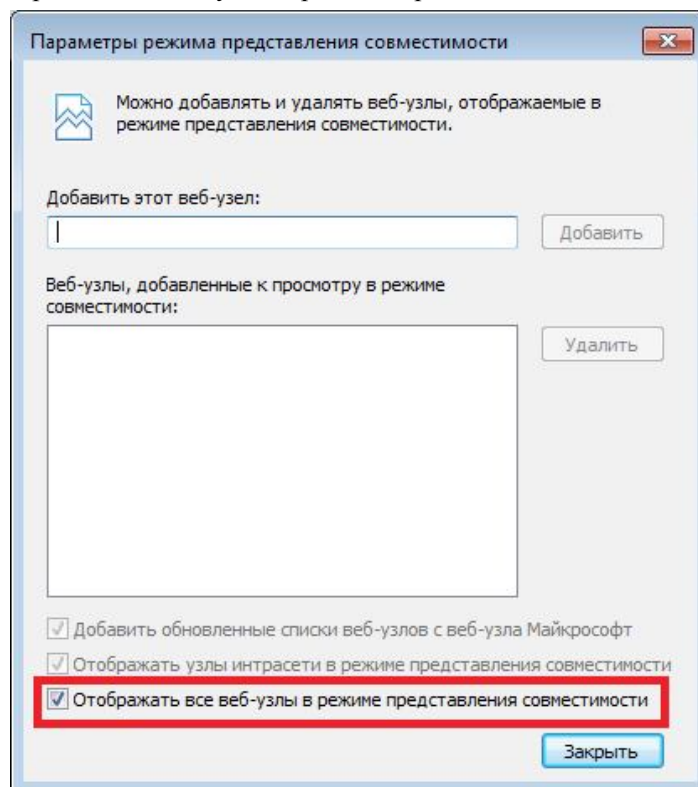 Параметры режима представления совместимости
Можно добавлять и удалять веб-узлы, отображаемые в
режиме представления совместимости.
Добавить этот веб-узел:
Добавить
Веб-узлы, добавленные к просмотру в режиме
совместимости:
Удалить
Добавить обновленные списки веб-узлов с веб-узла Майкрософт
Отображать узлы интрасети в режиме представления совместимости
Отображать все веб-узлы в режиме представления совместимости
Закрыть